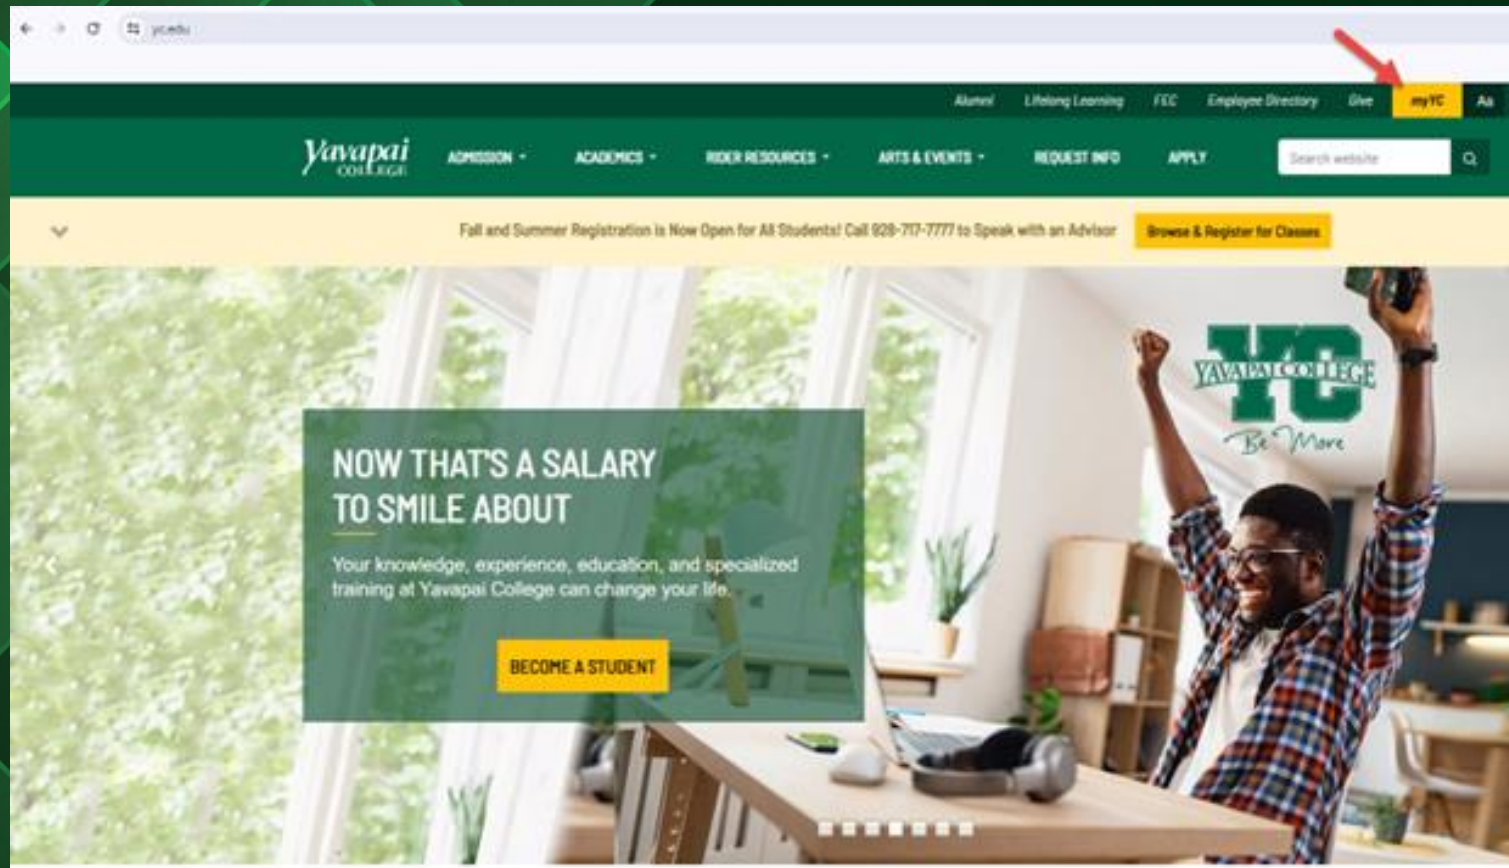 yc.edu
Alumni Lifelong Learning FEC Employee Directory Give myYC Aa
Yavapai COLLEGE ADMISSION ACADEMICS RIDER RESOURCES ARTS & EVENTS REQUEST INFO APPLY Search website
Fall and Summer Registration is Now Open for All Students! Call 928-717-7777 to Speak with an Advisor Browse & Register for Classes
YC
YAVAPAI COLLEGE
Be More
NOW THAT'S A SALARY
TO SMILE ABOUT
Your knowledge, experience, education, and specialized
training at Yavapai College can change your life.
BECOME A STUDENT